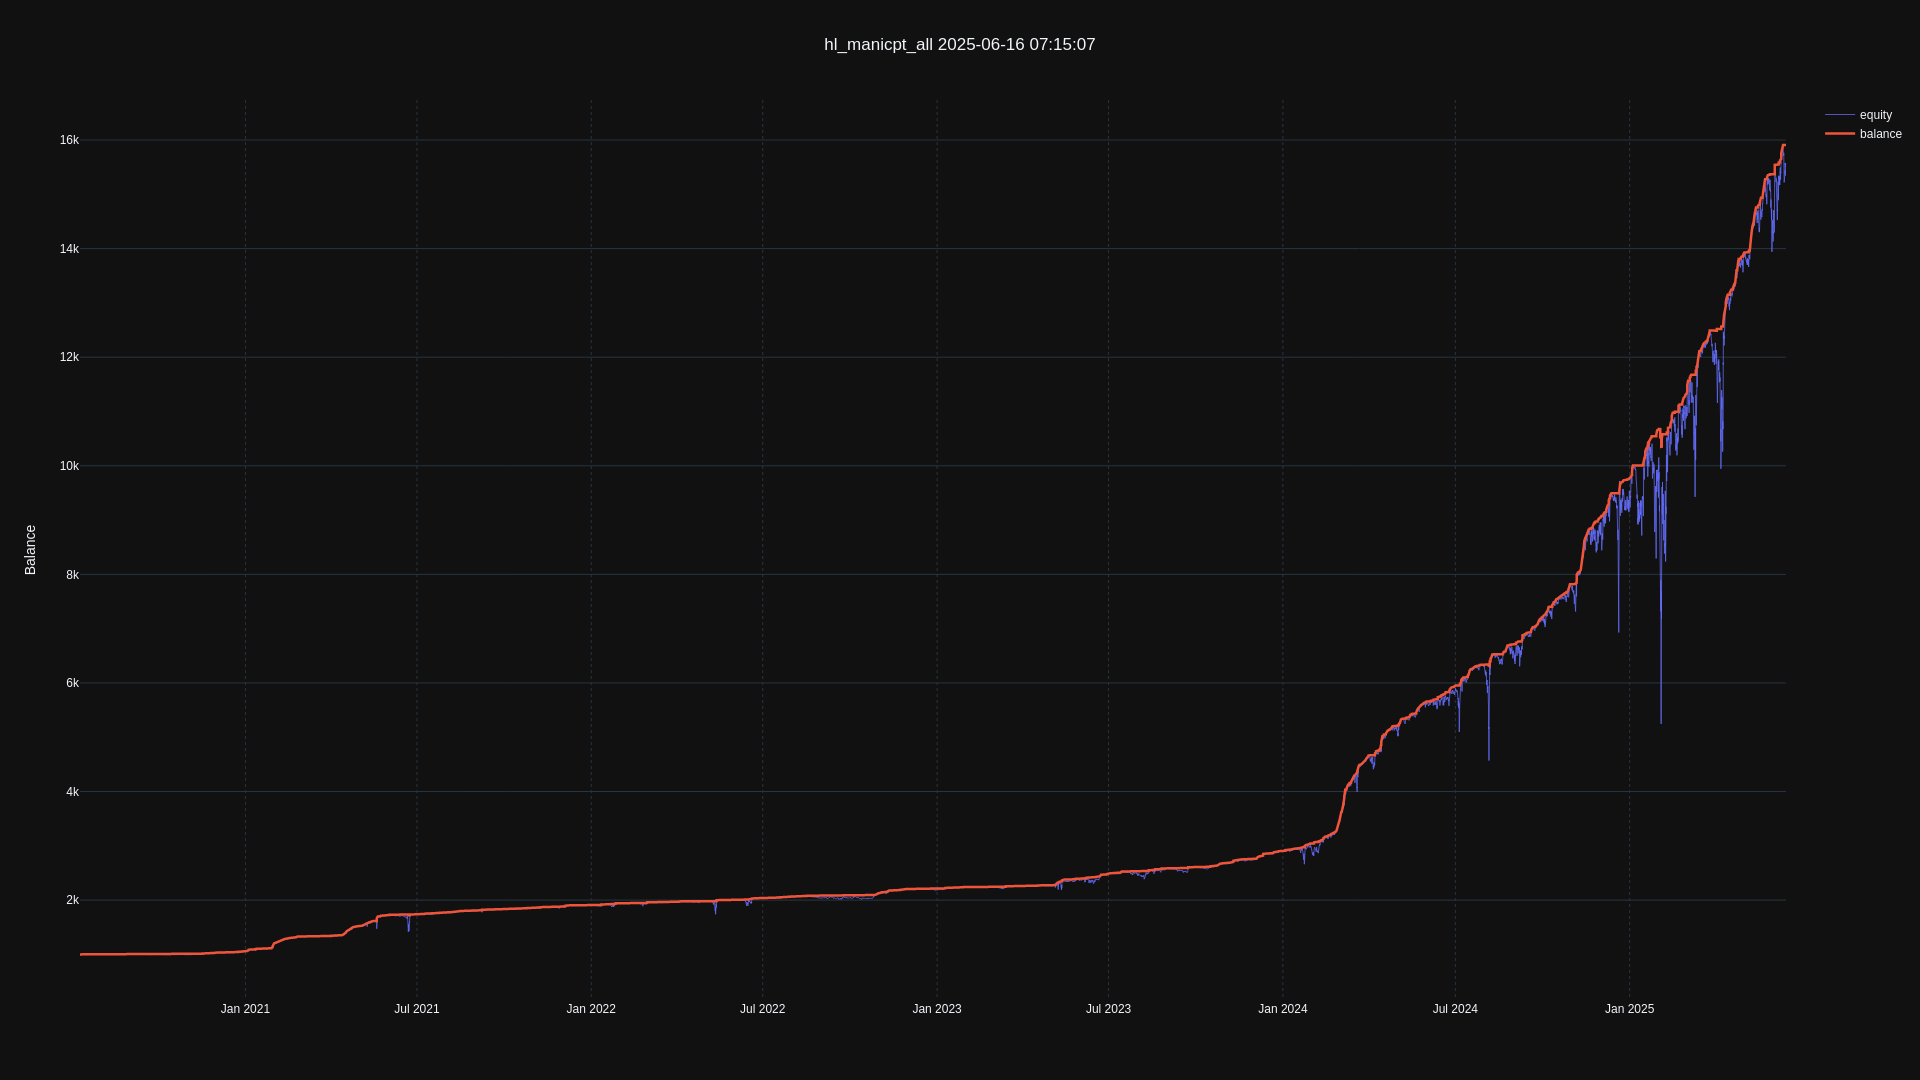 hl_manicpt_all 2025-06-16 07:15:07
equity
balance
16k
14k
12k
10k
8k
6k
4k
2k
Balance
Jan 2021
Jul 2021
Jan 2022
Jul 2022
Jan 2023
Jul 2023
Jan 2024
Jul 2024
Jan 2025